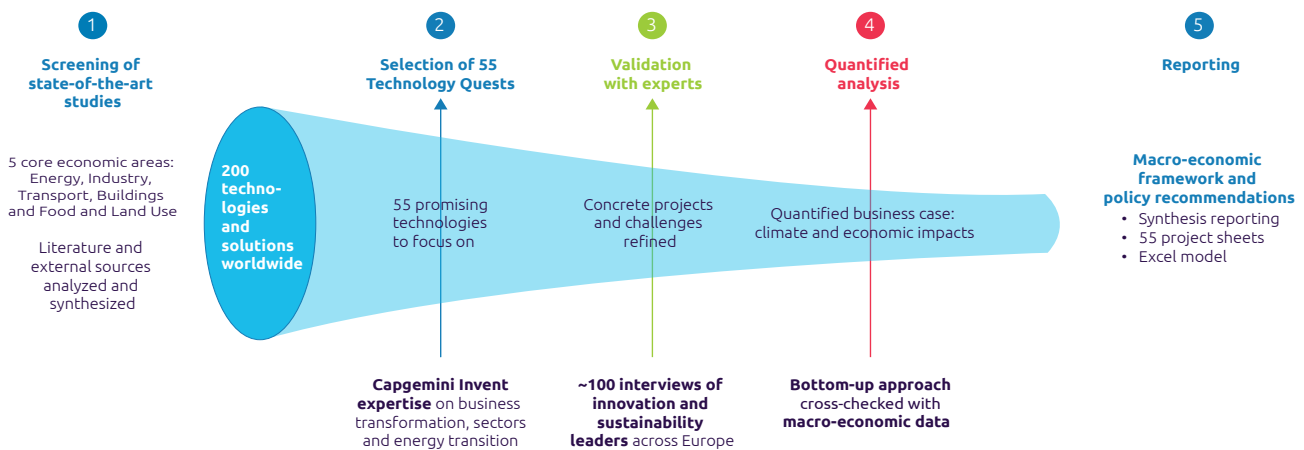 1
Screening of
state-of-the-art
studies
5 core economic areas:
Energy, Industry,
Transport, Buildings
and Food and Land Use
Literature and
external sources
analyzed and
synthesized
200
techno-
logies and
solutions
worldwide
2
Selection of 55
Technology Quests
55 promising
technologies
to focus on
Capgemini Invent
expertise on business
transformation, sectors
and energy transition
3
Validation
with experts
Concrete projects
and challenges
refined
~100 interviews of
innovation and
sustainability
leaders across Europe
4
Quantified
analysis
Quantified business case:
climate and economic impacts
Bottom-up approach
cross-checked with
macro-economic data
5
Reporting
Macro-economic
framework and
policy recommendations
• Synthesis reporting
• 55 project sheets
• Excel model